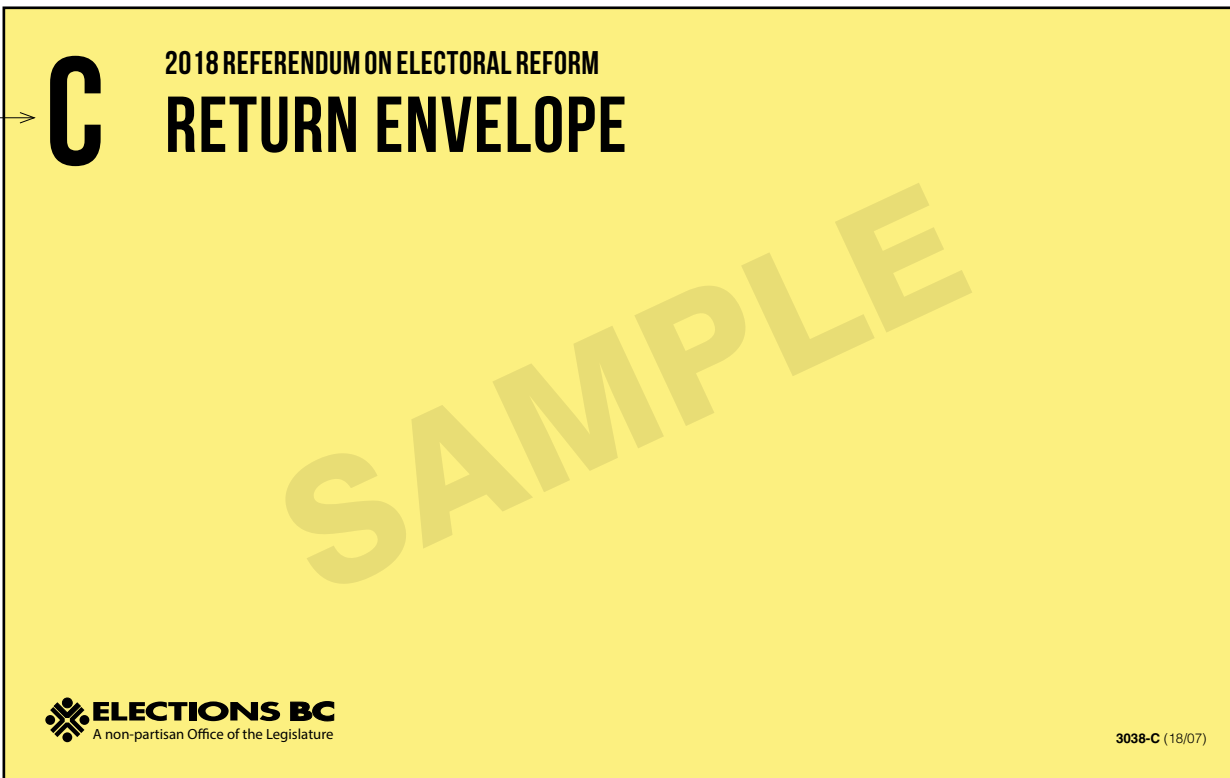 C
2018 REFERENDUM ON ELECTORAL REFORM
RETURN ENVELOPE
SAMPLE
ELECTIONS BC
A non-partisan Office of the Legislature
3038-C (18/07)